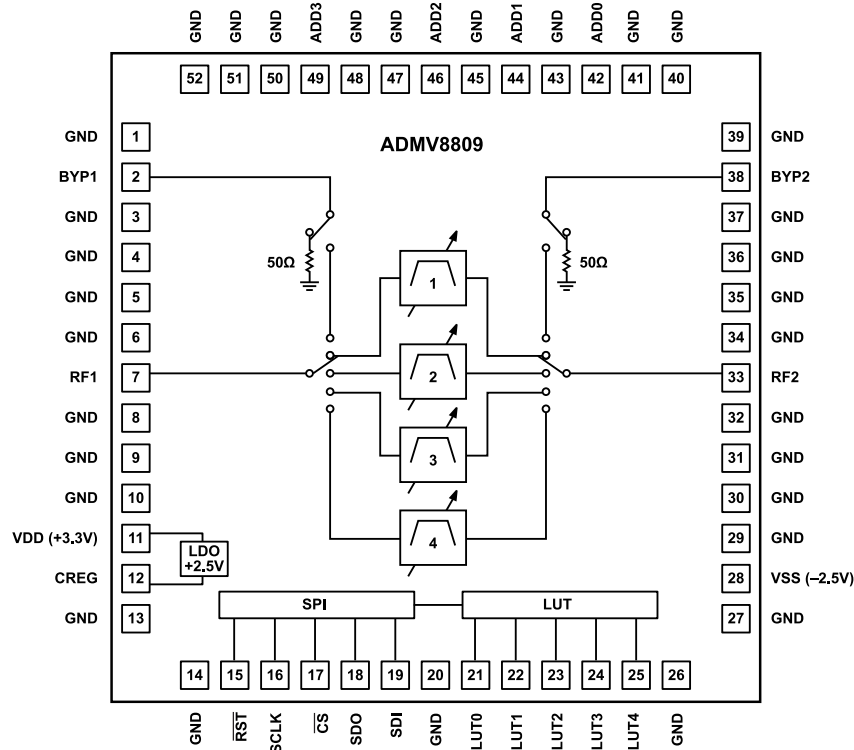 GND GND GND ADD3 GND GND ADD2 GND ADD1 GND ADD0 GND GND
52 51 50 49 48 47 46 45 44 43 42 41 40
ADMV8809
GND 1
BYP1 2
GND 3
GND 4
GND 5
GND 6
RF1 7
GND 8
GND 9
GND 10
VDD (+3.3V) 11
CREG 12
GND 13
50Ω
50Ω
1
2
3
4
LDO
+2.5V
SPI
LUT
39 GND
38 BYP2
37 GND
36 GND
35 GND
34 GND
33 RF2
32 GND
31 GND
30 GND
29 GND
28 VSS (–2.5V)
27 GND
14 15 16 17 18 19 20 21 22 23 24 25 26
GND R̅S̅T̅ SCLK C̅S̅ SDO SDI GND LUT0 LUT1 LUT2 LUT3 LUT4 GND